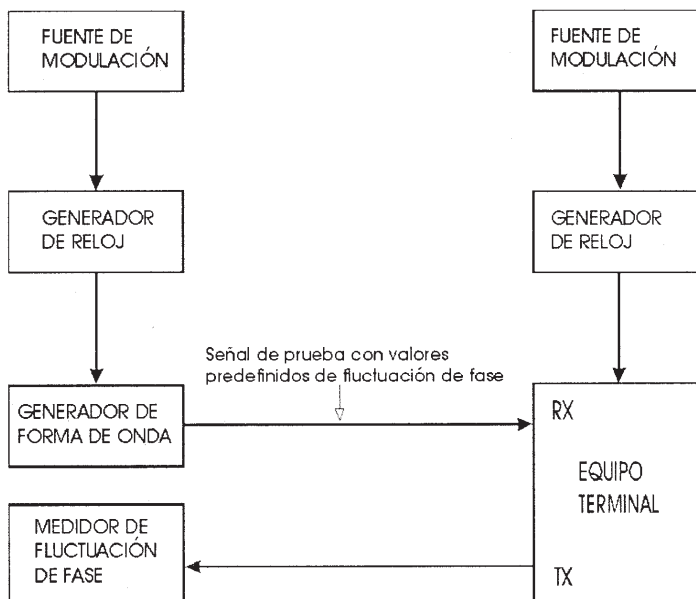 FUENTE DE
MODULACIÓN
FUENTE DE
MODULACIÓN
GENERADOR
DE RELOJ
GENERADOR
DE RELOJ
Señal de prueba con valores
predefinidos de fluctuación de fase
GENERADOR DE
FORMA DE ONDA
RX
EQUIPO
TERMINAL
MEDIDOR DE
FLUCTUACIÓN
DE FASE
TX